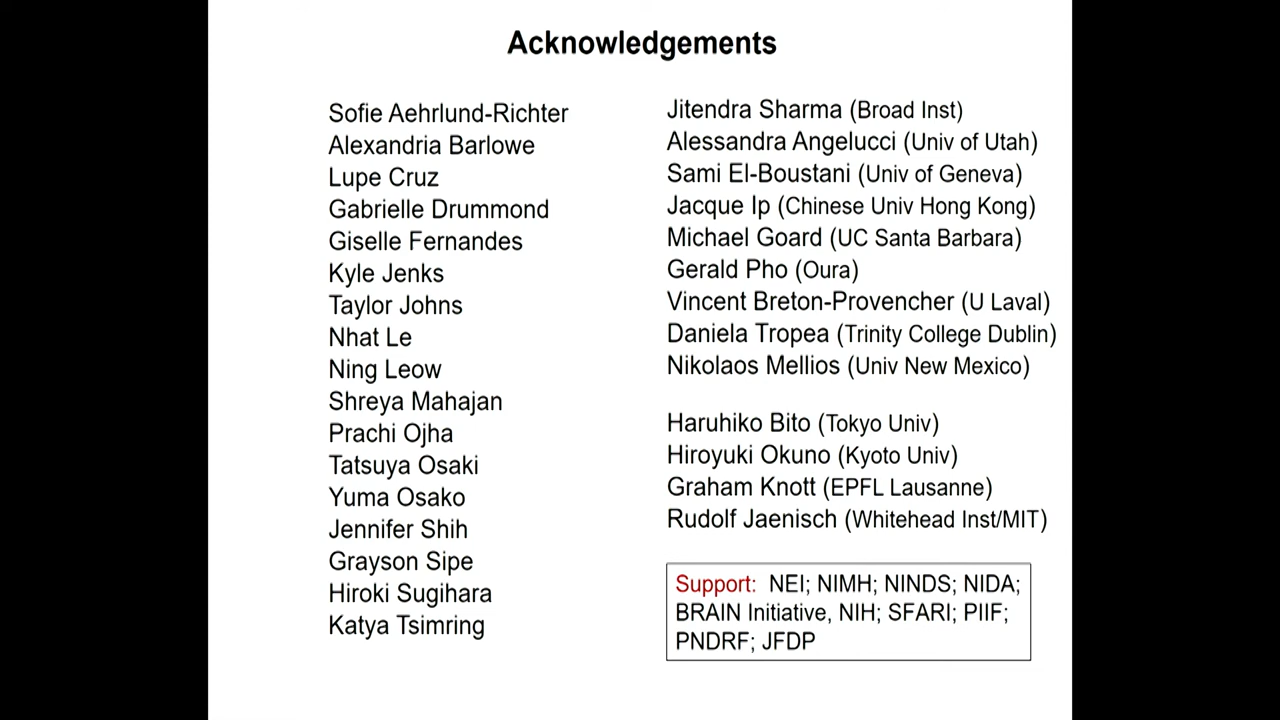 Acknowledgements
Sofie Aehrlund-Richter
Alexandria Barlowe
Lupe Cruz
Gabrielle Drummond
Giselle Fernandes
Kyle Jenks
Taylor Johns
Nhat Le
Ning Leow
Shreya Mahajan
Prachi Ojha
Tatsuya Osaki
Yuma Osako
Jennifer Shih
Grayson Sipe
Hiroki Sugihara
Katya Tsimring
Jitendra Sharma (Broad Inst)
Alessandra Angelucci (Univ of Utah)
Sami El-Boustani (Univ of Geneva)
Jacque Ip (Chinese Univ Hong Kong)
Michael Goard (UC Santa Barbara)
Gerald Pho (Oura)
Vincent Breton-Provencher (U Laval)
Daniela Tropea (Trinity College Dublin)
Nikolaos Mellios (Univ New Mexico)
Haruhiko Bito (Tokyo Univ)
Hiroyuki Okuno (Kyoto Univ)
Graham Knott (EPFL Lausanne)
Rudolf Jaenisch (Whitehead Inst/MIT)
Support: NEI; NIMH; NINDS; NIDA;
BRAIN Initiative, NIH; SFARI; PIIF;
PNDRF; JFDP